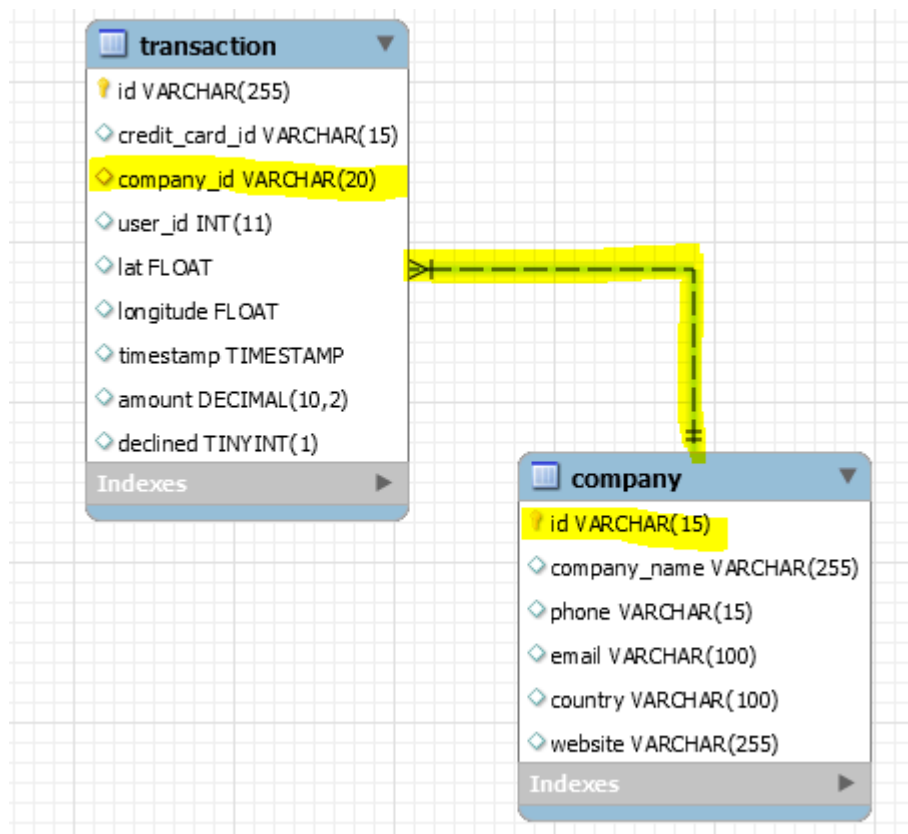 transaction
id VARCHAR(255)
credit_card_id VARCHAR(15)
company_id VARCHAR(20)
user_id INT(11)
lat FLOAT
longitude FLOAT
timestamp TIMESTAMP
amount DECIMAL(10,2)
declined TINYINT(1)
Indexes
company
id VARCHAR(15)
company_name VARCHAR(255)
phone VARCHAR(15)
email VARCHAR(100)
country VARCHAR(100)
website VARCHAR(255)
Indexes